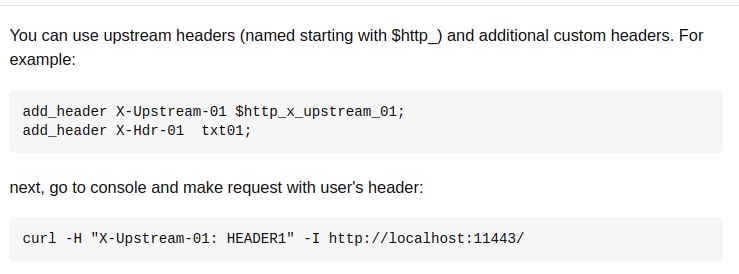 You can use upstream headers (named starting with $http_) and additional custom headers. For
example:
add_header X-Upstream-01 $http_x_upstream_01;
add_header X-Hdr-01  txt01;
next, go to console and make request with user's header:
curl -H "X-Upstream-01: HEADER1" -I http://localhost:11443/